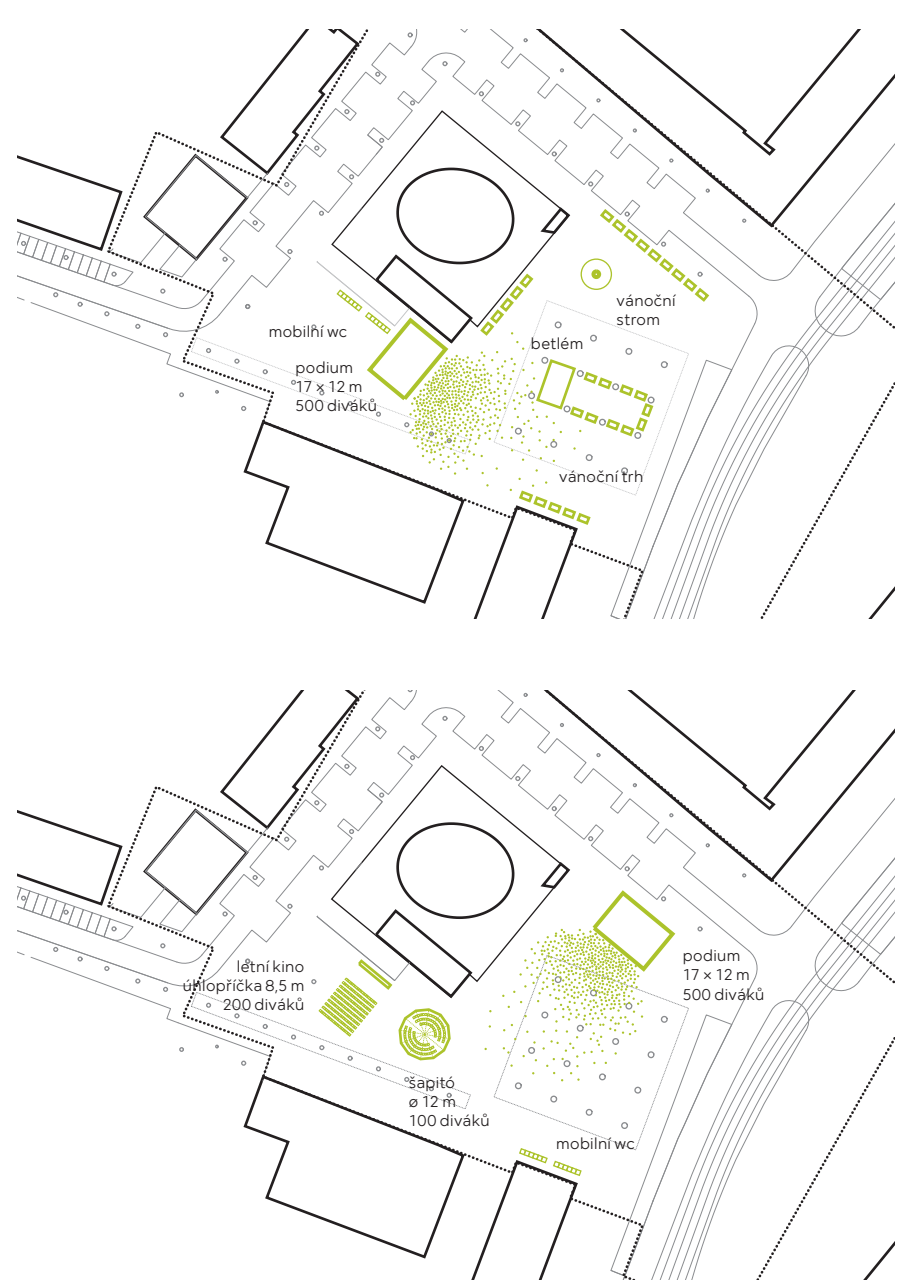 vánoční
strom
mobilní wc
betlém
podium
17 × 12 m
500 diváků
vánoční trh
letní kino
úhlopříčka 8,5 m
200 diváků
podium
17 × 12 m
500 diváků
šapitó
ø 12 m
100 diváků
mobilní wc